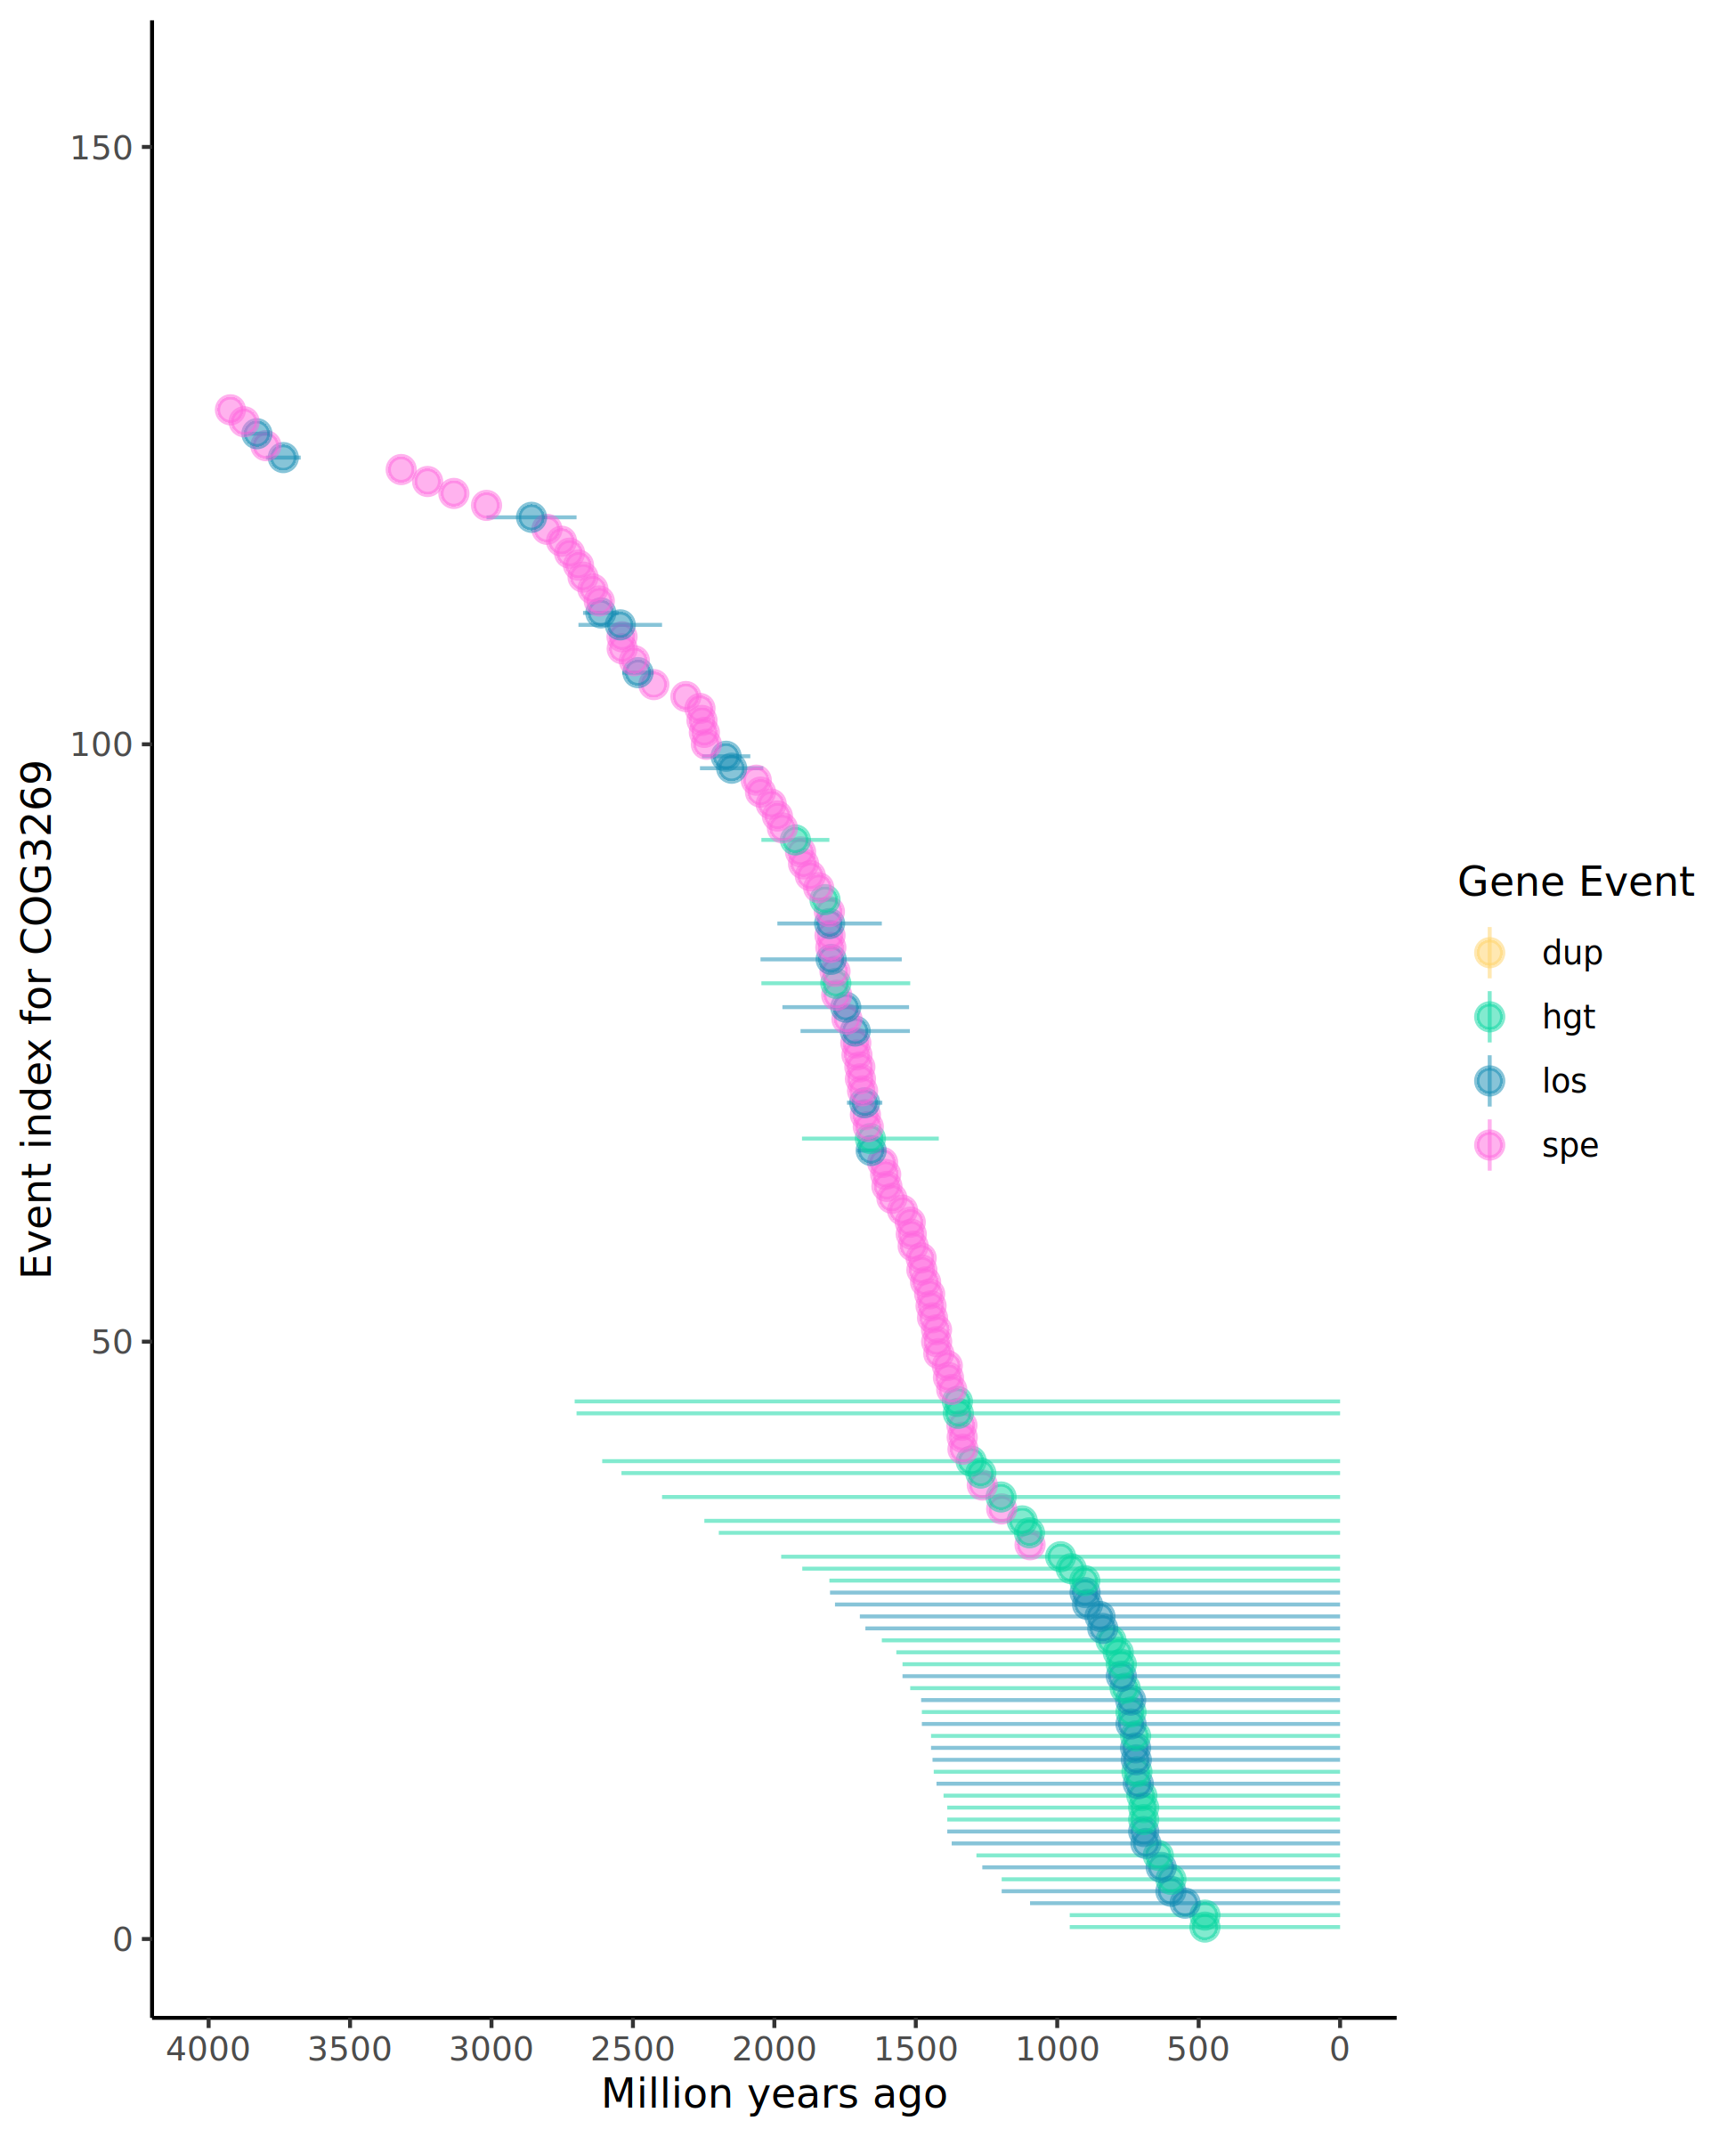 150
100
50
0
Event index for COG3269
4000 3500 3000 2500 2000 1500 1000 500 0
Million years ago
Gene Event
dup
hgt
los
spe